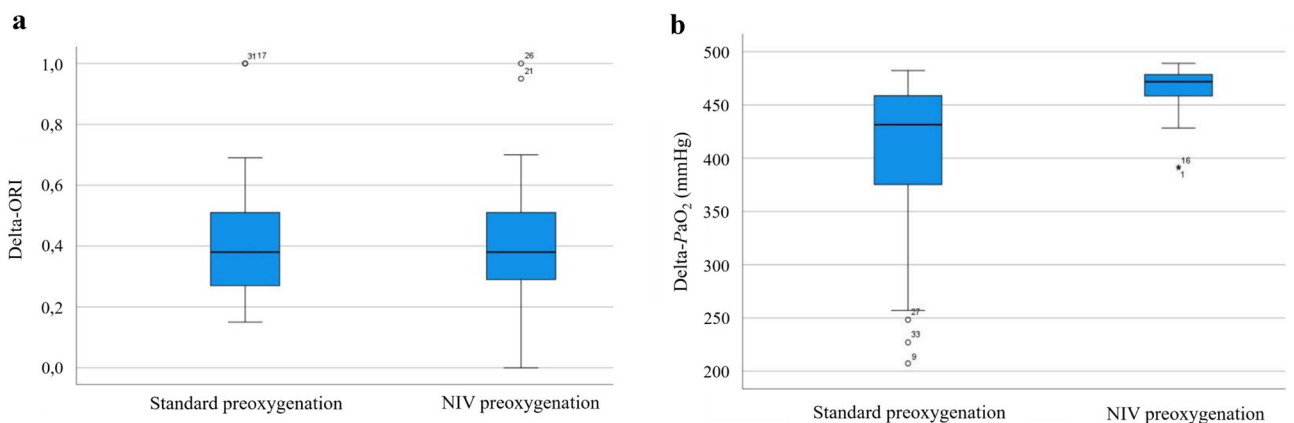 a
1,0
0,8
0,6
0,4
0,2
0,0
Delta-ORI
3117
26
21
Standard preoxygenation
NIV preoxygenation
b
500
450
400
350
300
250
200
Delta-PaO2 (mmHg)
27
33
9
16
*1
Standard preoxygenation
NIV preoxygenation